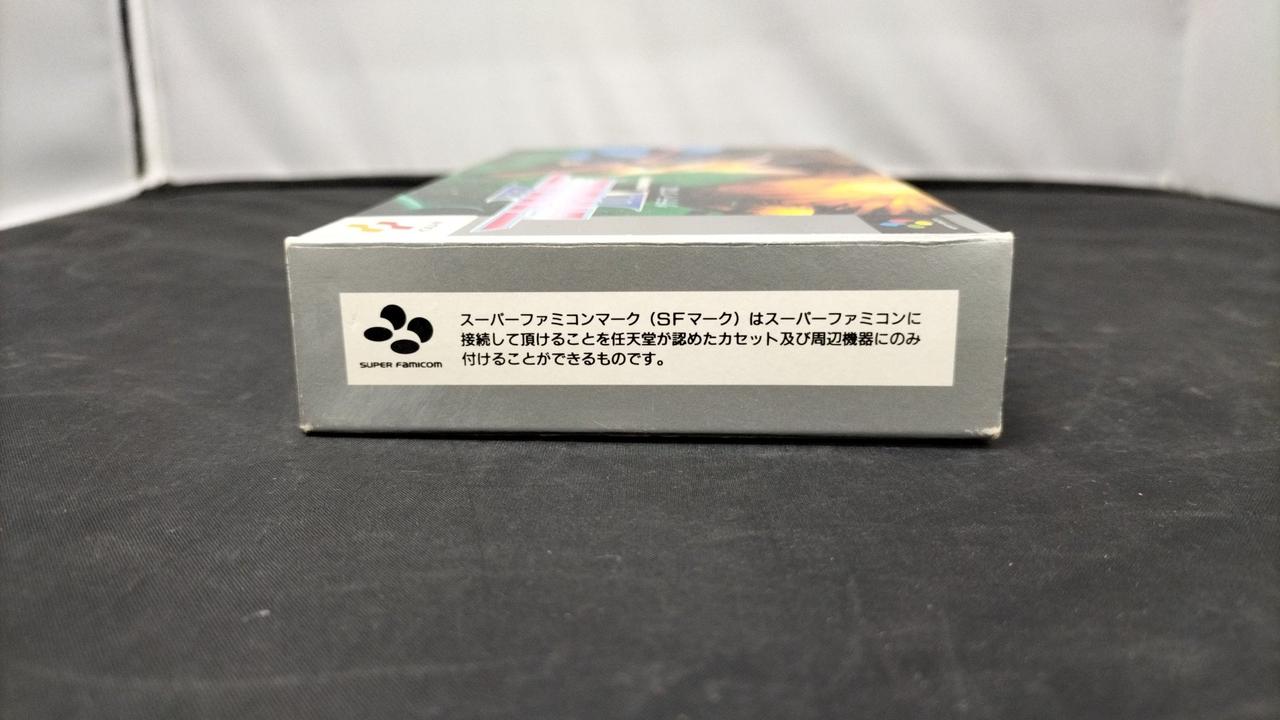 スーパーファミコンマーク（SFマーク）はスーパーファミコンに
接続して頂けることを任天堂が認めたカセット及び周辺機器にのみ
付けることができるものです。
SUPER FAMICOM